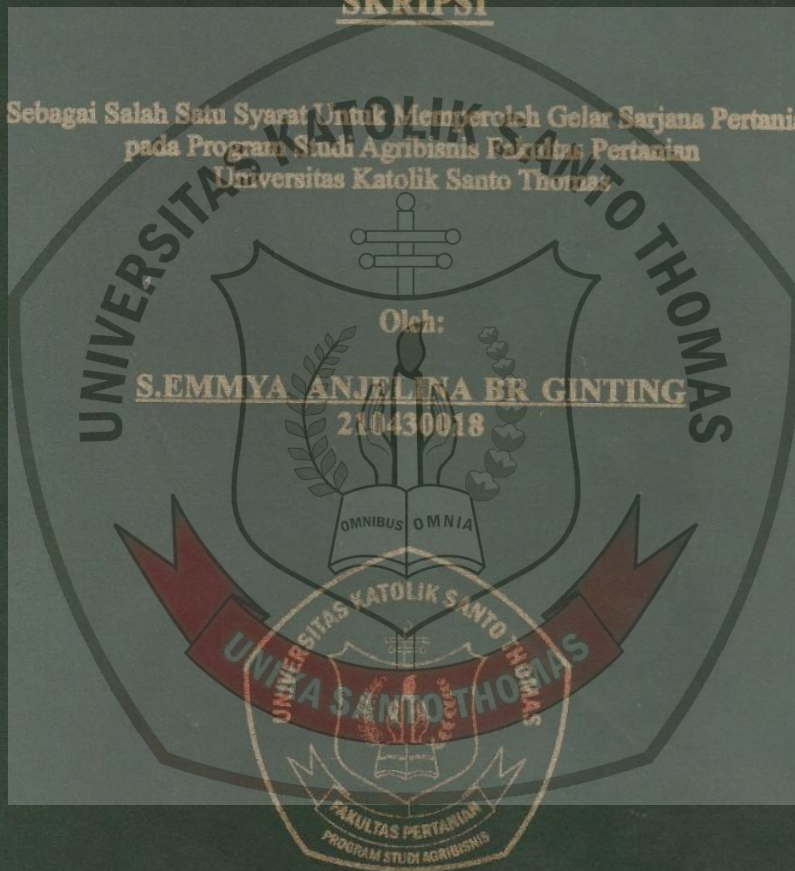 SKRIPSI
Sebagai Salah Satu Syarat Untuk Memperoleh Gelar Sarjana Pertania
pada Program Studi Agribisnis Fakultas Pertanian
Universitas Katolik Santo Thomas
UNIVERSITAS KATOLIK SANTO THOMAS
Oleh:
S.EMMYA ANJELINA BR GINTING
210430018
OMNIBUS OMNIA
UNIKA SANTO THOMAS
UNIVERSITAS KATOLIK SANTO THOMAS
FAKULTAS PERTANIAN
PROGRAM STUDI AGRIBISNIS